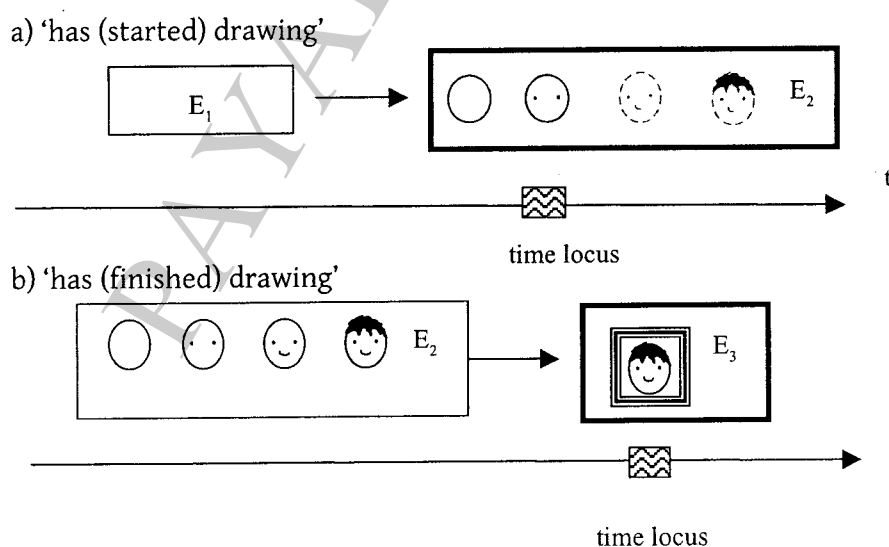 a) ‘has (started) drawing’
E1
E2
t
time locus
b) ‘has (finished) drawing’
E2
E3
time locus